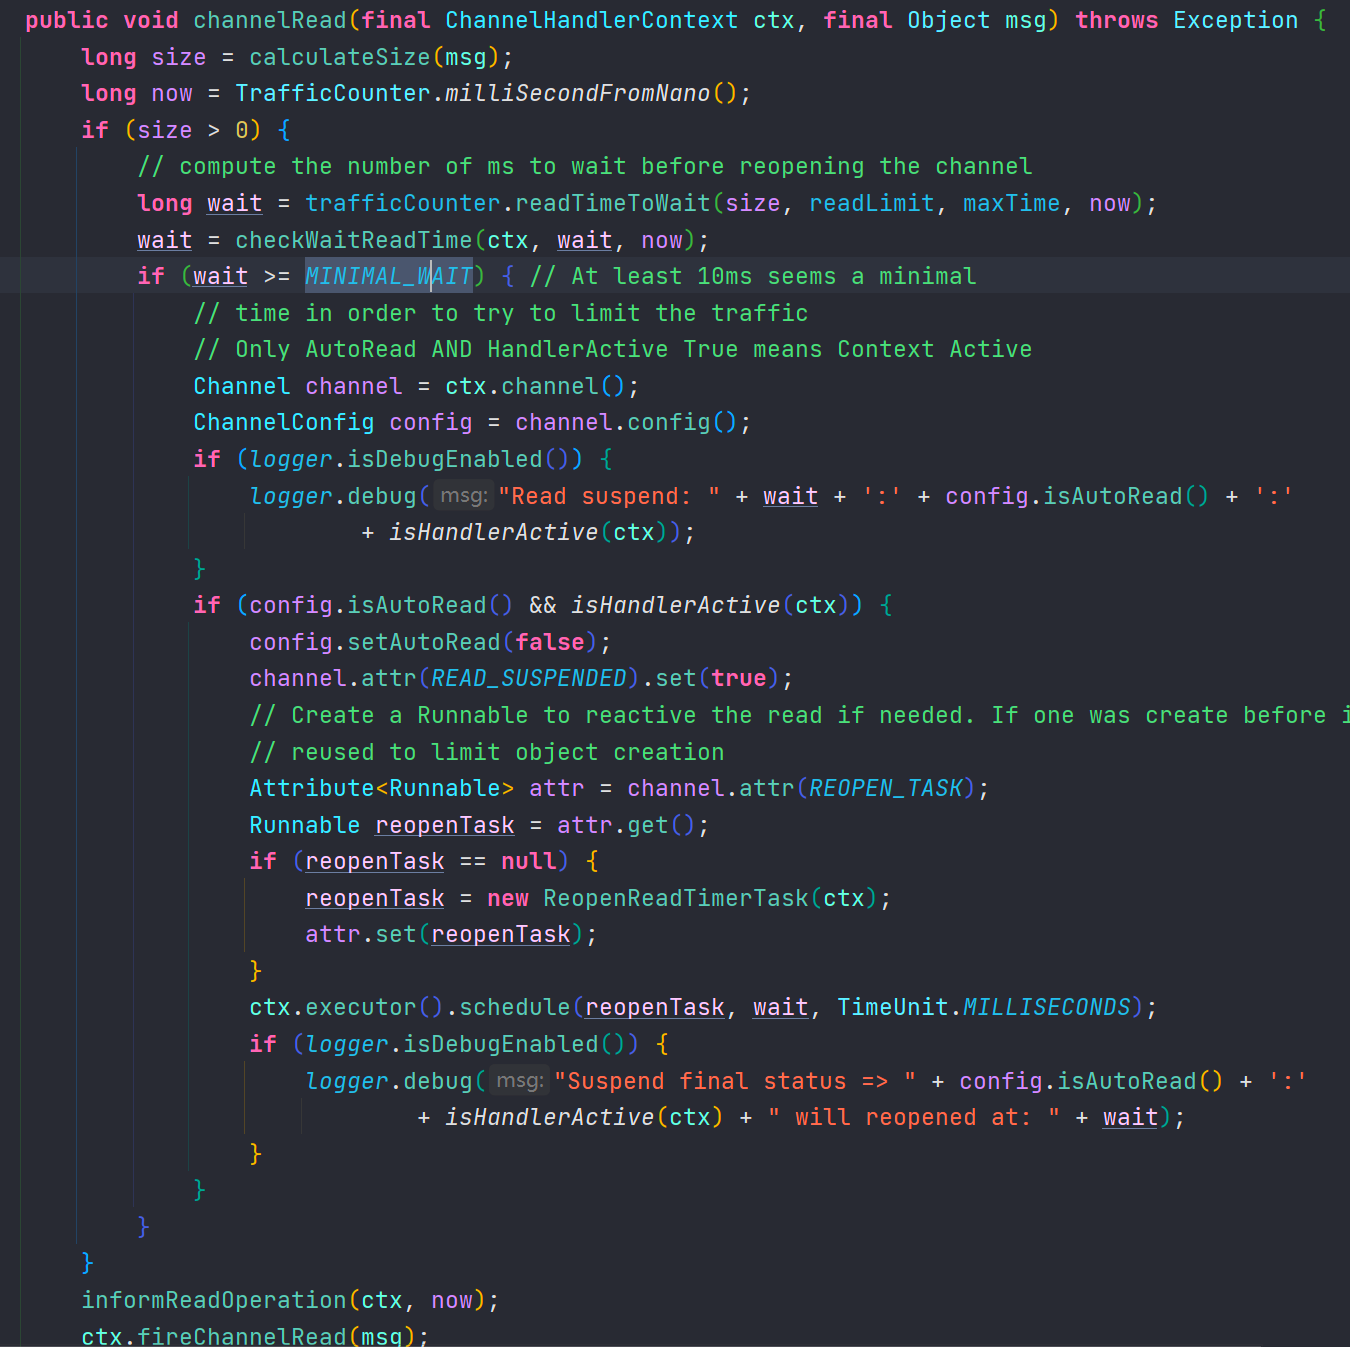 public void channelRead(final ChannelHandlerContext ctx, final Object msg) throws Exception {
    long size = calculateSize(msg);
    long now = TrafficCounter.milliSecondFromNano();
    if (size > 0) {
        // compute the number of ms to wait before reopening the channel
        long wait = trafficCounter.readTimeToWait(size, readLimit, maxTime, now);
        wait = checkWaitReadTime(ctx, wait, now);
        if (wait >= MINIMAL_WAIT) { // At least 10ms seems a minimal
            // time in order to try to limit the traffic
            // Only AutoRead AND HandlerActive True means Context Active
            Channel channel = ctx.channel();
            ChannelConfig config = channel.config();
            if (logger.isDebugEnabled()) {
                logger.debug( msg: "Read suspend: " + wait + ':' + config.isAutoRead() + ':'
                        + isHandlerActive(ctx));
            }
            if (config.isAutoRead() && isHandlerActive(ctx)) {
                config.setAutoRead(false);
                channel.attr(READ_SUSPENDED).set(true);
                // Create a Runnable to reactive the read if needed. If one was create before i
                // reused to limit object creation
                Attribute<Runnable> attr = channel.attr(REOPEN_TASK);
                Runnable reopenTask = attr.get();
                if (reopenTask == null) {
                    reopenTask = new ReopenReadTimerTask(ctx);
                    attr.set(reopenTask);
                }
                ctx.executor().schedule(reopenTask, wait, TimeUnit.MILLISECONDS);
                if (logger.isDebugEnabled()) {
                    logger.debug( msg: "Suspend final status => " + config.isAutoRead() + ':'
                            + isHandlerActive(ctx) + " will reopened at: " + wait);
                }
            }
        }
    }
    informReadOperation(ctx, now);
    ctx.fireChannelRead(msg);